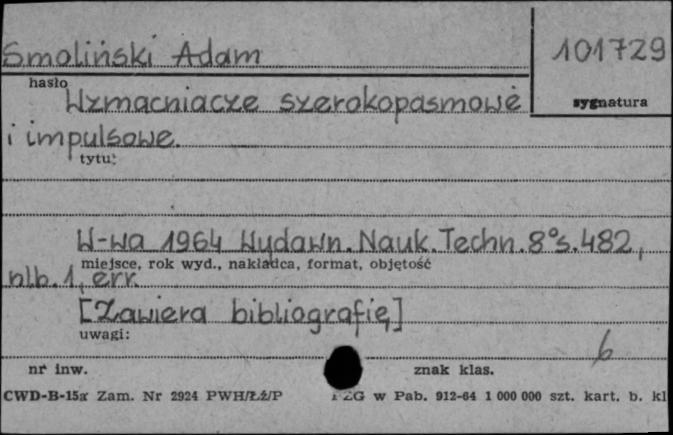 Smoliński Adam
101729
hasło
Wzmacniacze szerokopasmowe
sygnatura
i impulsowe.
tytuł
W-wa 1964 Wydawn. Nauk. Techn. 8° s. 482,
miejsce, rok wyd., nakładca, format, objętość
nlb. 1, err.
[Zawiera bibliografię]
uwagi:
6
nr inw.
znak klas.
CWD-B-15a Zam. Nr 2924 PWH/Łż/P
PZG w Pab. 912-64 1 000 000 szt. kart. b. kl